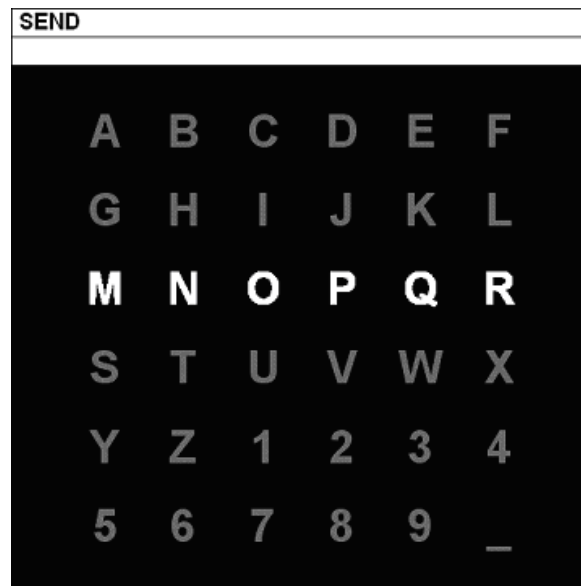 SEND
A B C D E F
G H I J K L
M N O P Q R
S T U V W X
Y Z 1 2 3 4
5 6 7 8 9 _